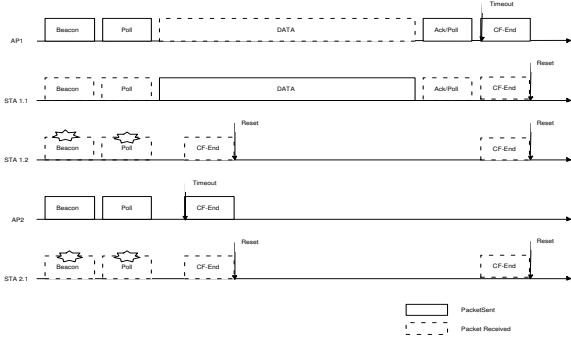 Timeout
Beacon Poll DATA Ack/Poll CF-End
AP1
Reset
Beacon Poll DATA Ack/Poll CF-End
STA 1.1
Reset Reset
Beacon Poll CF-End CF-End
STA 1.2
Timeout
Beacon Poll CF-End
AP2
Reset Reset
Beacon Poll CF-End CF-End
STA 2.1
PacketSent
Packet Received